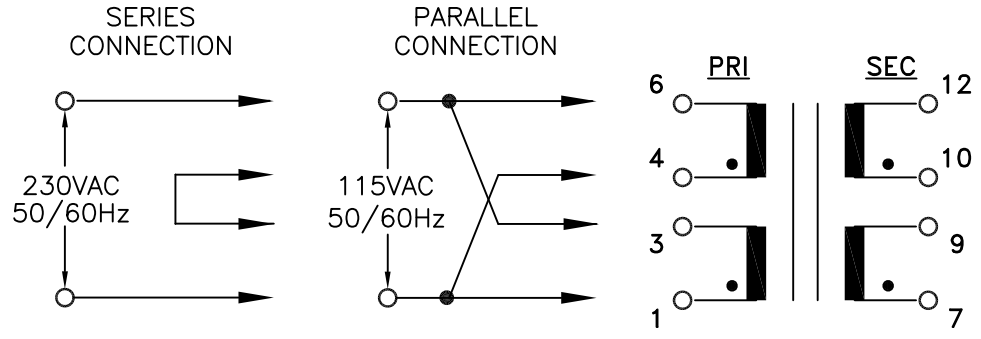 SERIES
CONNECTION
230VAC
50/60Hz
PARALLEL
CONNECTION
115VAC
50/60Hz
PRI
SEC
6
12
4
10
3
9
1
7